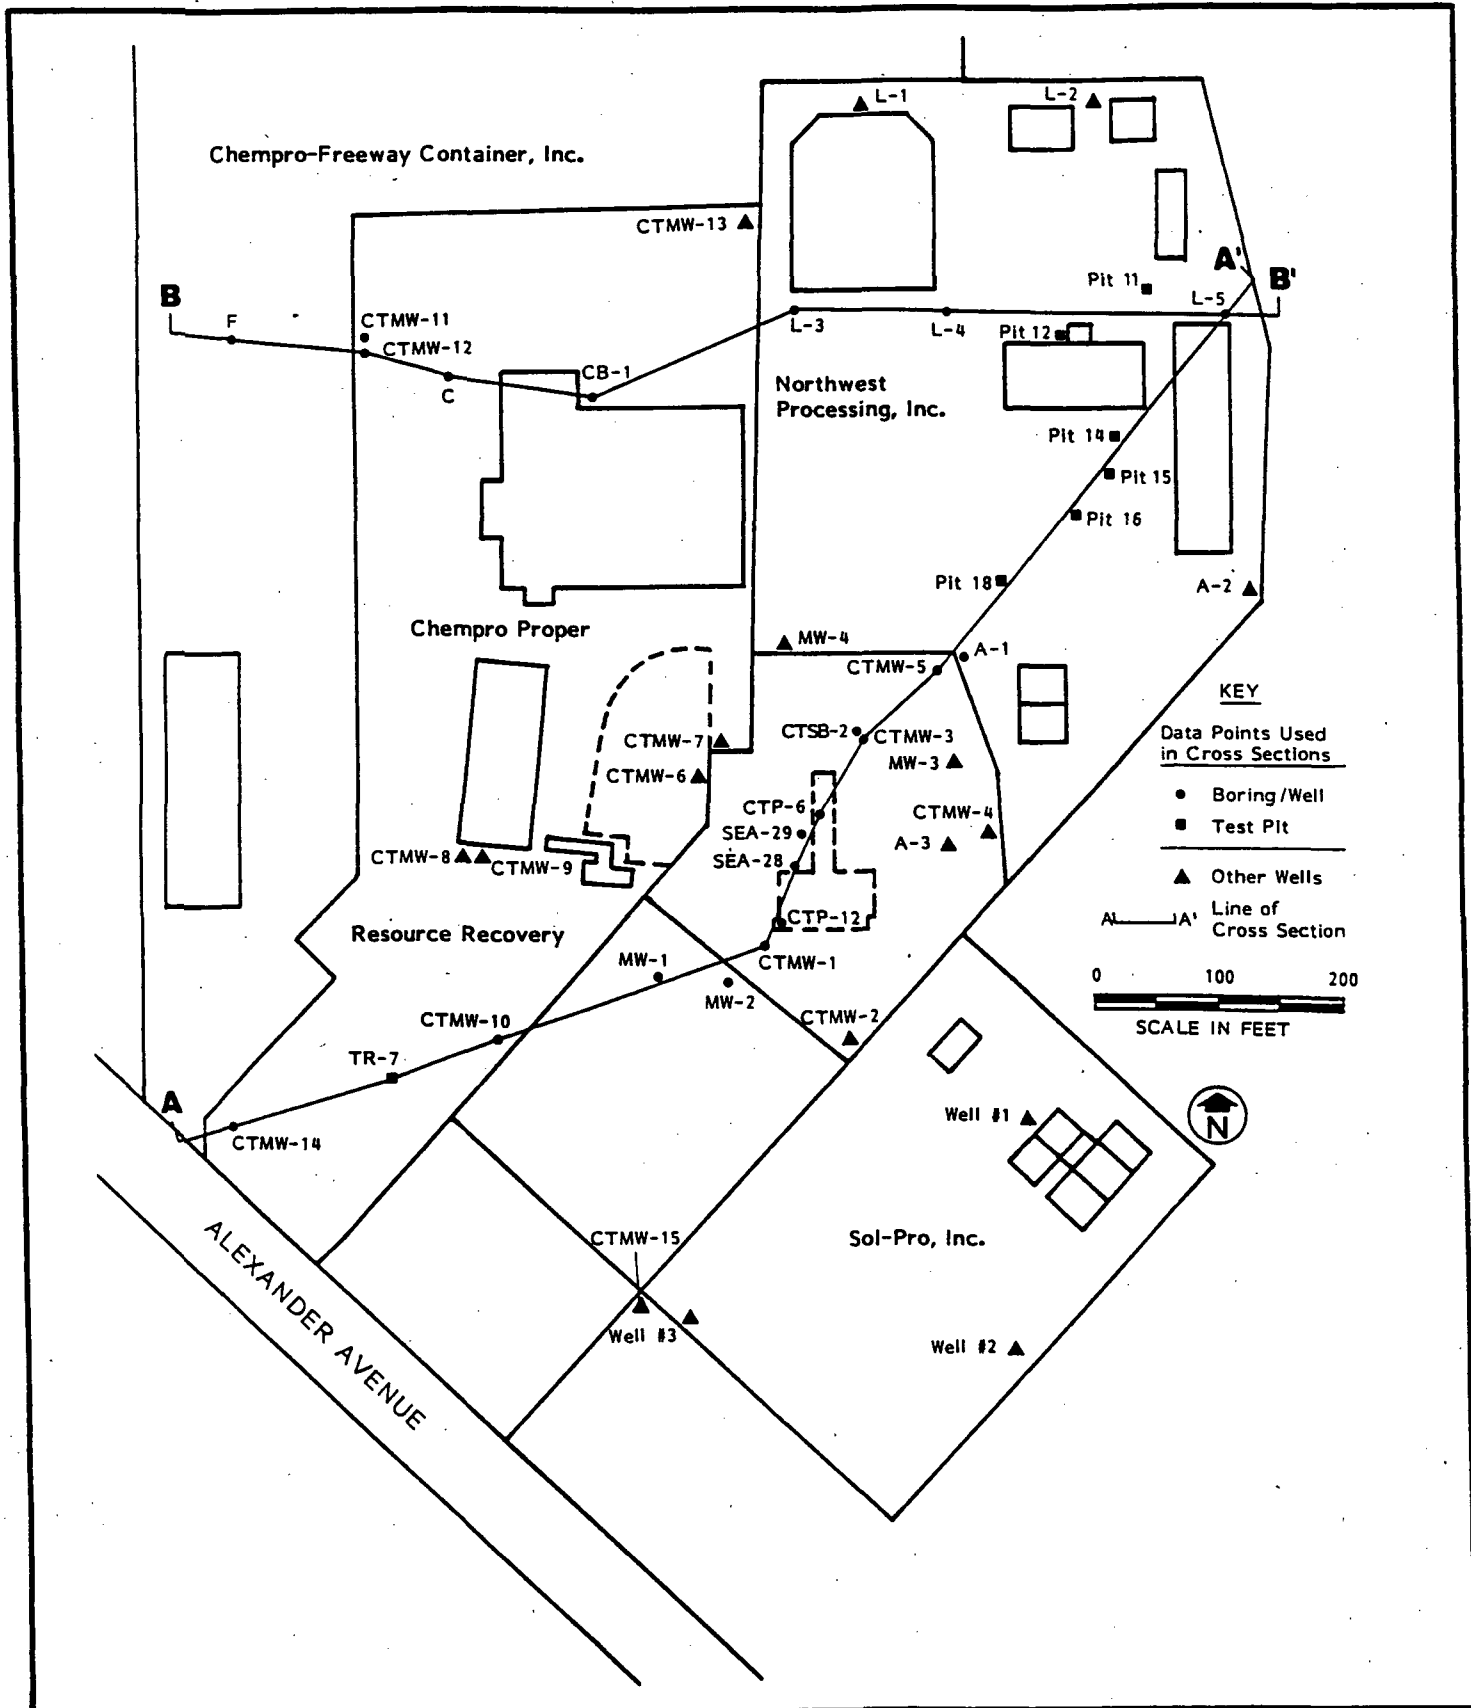 L-1
L-2
Chempro-Freeway Container, Inc.
CTMW-13
A'
B'
Pit 11
B
L-5
F
CTMW-11
L-3
L-4
Pit 12
CTMW-12
CB-1
C
Northwest
Processing, Inc.
Pit 14
Pit 15
Pit 16
Pit 18
A-2
Chempro Proper
MW-4
A-1
CTMW-5
KEY
Data Points Used
in Cross Sections
CTSB-2
CTMW-3
CTMW-7
MW-3
CTMW-6
Boring/Well
CTP-6
CTMW-4
Test Pit
SEA-29
A-3
CTMW-8
CTMW-9
SEA-28
Other Wells
A
A'
Line of
Cross Section
CTP-12
Resource Recovery
MW-1
CTMW-1
0 100 200
MW-2
CTMW-10
CTMW-2
SCALE IN FEET
TR-7
A
Well #1
N
CTMW-14
ALEXANDER AVENUE
CTMW-15
Sol-Pro, Inc.
Well #3
Well #2